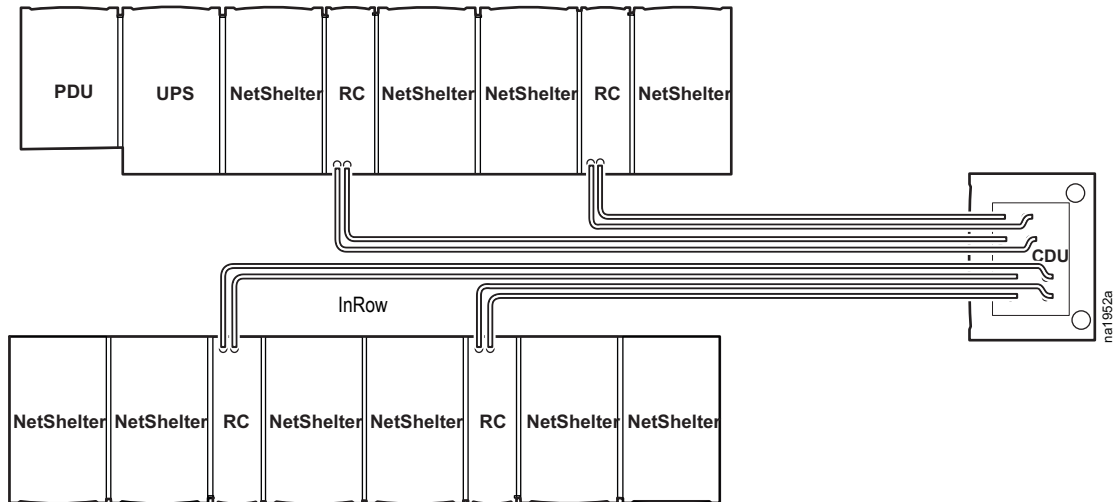 PDU UPS NetShelter RC NetShelter NetShelter RC NetShelter
CDU
InRow
na1952a
NetShelter NetShelter RC NetShelter NetShelter RC NetShelter NetShelter